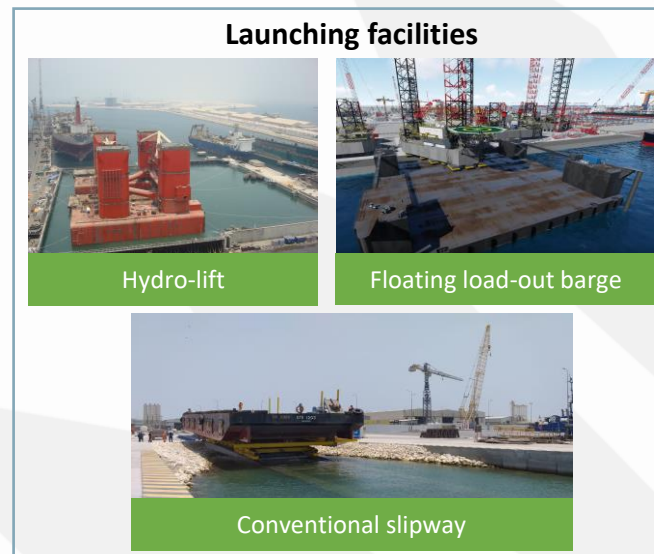 Launching facilities
Hydro-lift
Floating load-out barge
Conventional slipway